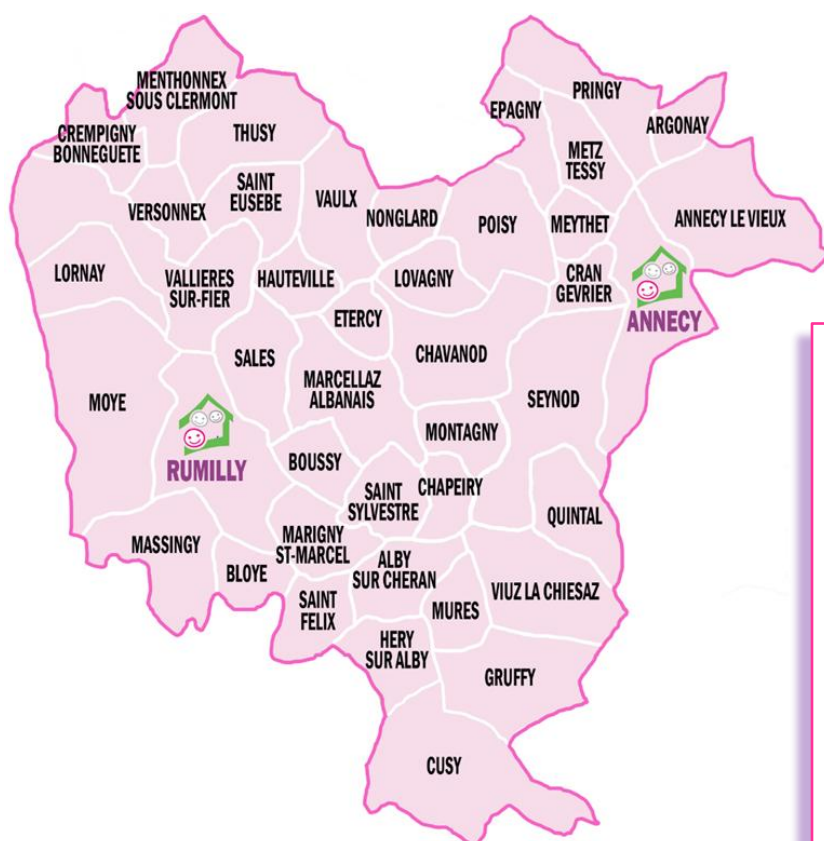 MENTHONNEX
SOUS CLERMONT
CREMPIGNY
BONNEGUETE
THUSY
EPAGNY
PRINGY
ARGONAY
METZ
TESSY
VERSONNEX
SAINT
EUSEBE
VAULX
NONGLARD
POISY
MEYTHET
ANNECY LE VIEUX
LORNAY
VALLIERES
SUR-FIER
HAUTEVILLE
LOVAGNY
CRAN
GEVRIER
ANNECY
ETERCY
SALES
CHAVANOD
MOYE
MARCELLAZ
ALBANAIS
SEYNOD
MONTAGNY
RUMILLY
BOUSSY
SAINT
SYLVESTRE
CHAPEIRY
QUINTAL
MASSINGY
BLOYE
MARIGNY
ST-MARCEL
ALBY
SUR CHERAN
VIUZ LA CHIESAZ
SAINT
FELIX
MURES
HERY
SUR ALBY
GRUFFY
CUSY